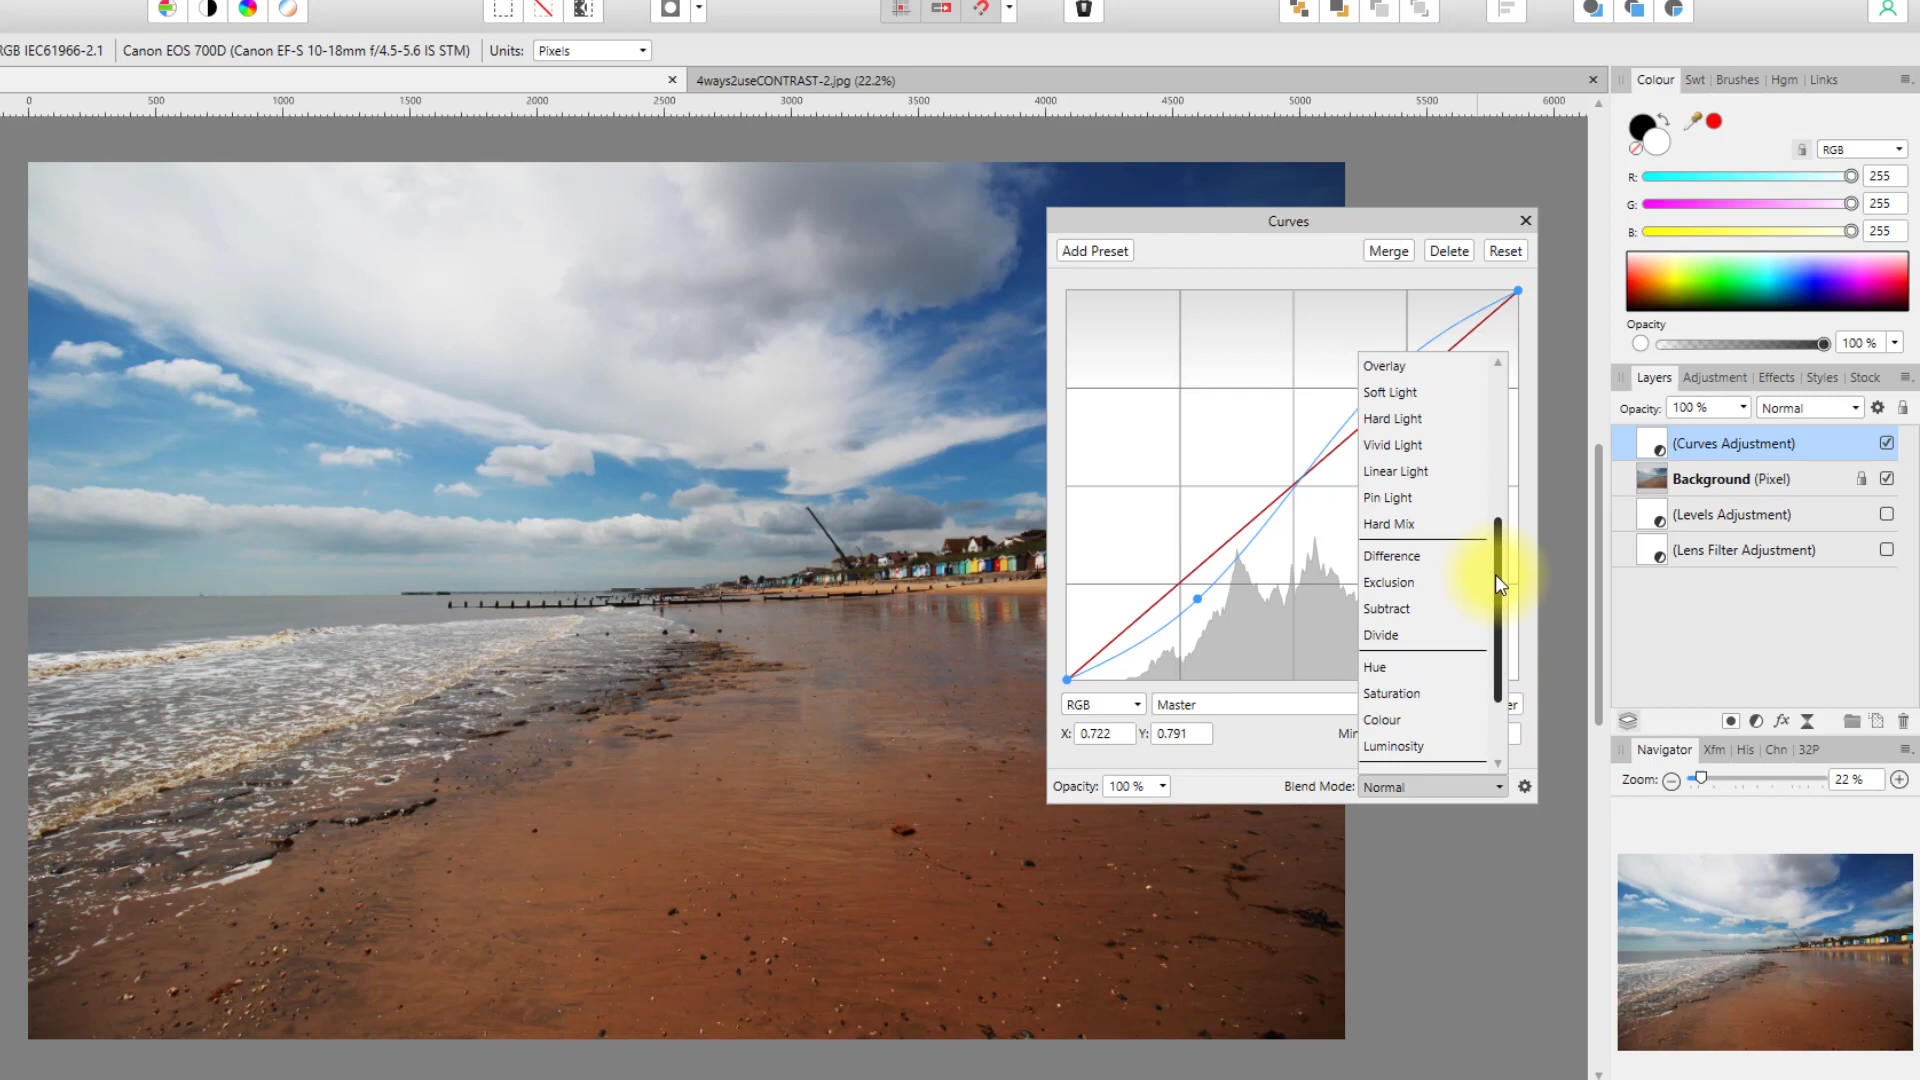 RGB IEC61966-2.1 Canon EOS 700D (Canon EF-S 10-18mm f/4.5-5.6 IS STM) Units: Pixels
4ways2useCONTRAST-2.jpg (22.2%)
0 500 1000 1500 2000 2500 3000 3500 4000 4500 5000 5500 6000
Colour Swt Brushes Hgm Links
RGB
R: 255
G: 255
B: 255
Opacity
100 %
Layers Adjustment Effects Styles Stock
Opacity: 100 % Normal
(Curves Adjustment)
Background (Pixel)
(Levels Adjustment)
(Lens Filter Adjustment)
fx
Navigator Xfm His Chn 32P
Zoom: 22 %
Curves
Add Preset Merge Delete Reset
Overlay
Soft Light
Hard Light
Vivid Light
Linear Light
Pin Light
Hard Mix
Difference
Exclusion
Subtract
Divide
Hue
Saturation
Colour
Luminosity
RGB Master er
X: 0.722 Y: 0.791 Min
Opacity: 100 % Blend Mode: Normal